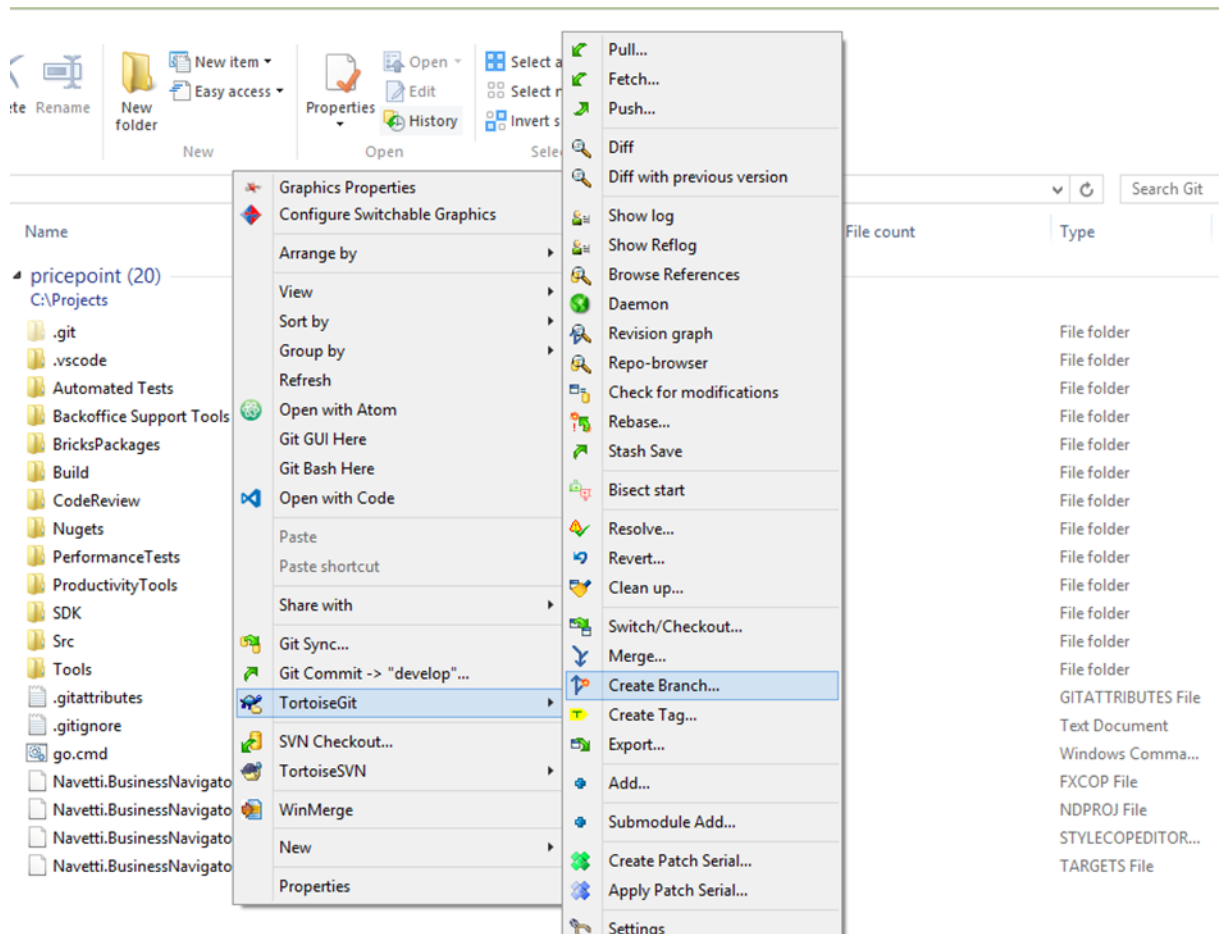 New item
Easy access
Rename
New
folder
New
Properties
Open
Edit
History
Open
Select
Select
Invert
Search Git
Name
File count
Type
pricepoint (20)
C:\Projects
.git
File folder
.vscode
File folder
Automated Tests
File folder
Backoffice Support Tools
File folder
BricksPackages
File folder
Build
File folder
CodeReview
File folder
Nugets
File folder
PerformanceTests
File folder
ProductivityTools
File folder
SDK
File folder
Src
File folder
Tools
File folder
.gitattributes
GITATTRIBUTES File
.gitignore
Text Document
go.cmd
Windows Comma...
Navetti.BusinessNavigato
FXCOP File
Navetti.BusinessNavigato
NDPROJ File
Navetti.BusinessNavigato
STYLECOPEDITOR...
Navetti.BusinessNavigato
TARGETS File
Graphics Properties
Configure Switchable Graphics
Arrange by
View
Sort by
Group by
Refresh
Open with Atom
Git GUI Here
Git Bash Here
Open with Code
Paste
Paste shortcut
Share with
Git Sync...
Git Commit -> "develop"...
TortoiseGit
SVN Checkout...
TortoiseSVN
WinMerge
New
Properties
Pull...
Fetch...
Push...
Diff
Diff with previous version
Show log
Show Reflog
Browse References
Daemon
Revision graph
Repo-browser
Check for modifications
Rebase...
Stash Save
Bisect start
Resolve...
Revert...
Clean up...
Switch/Checkout...
Merge...
Create Branch...
Create Tag...
Export...
Add...
Submodule Add...
Create Patch Serial...
Apply Patch Serial...
Settings